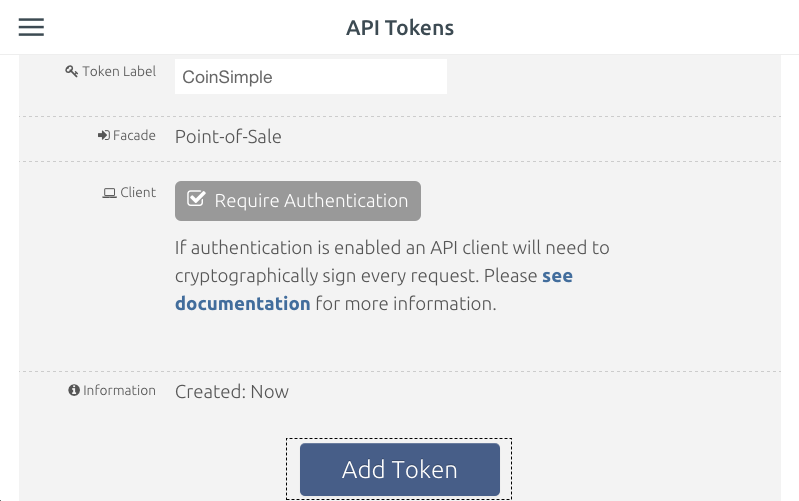 API Tokens
Token Label
CoinSimple
Facade
Point-of-Sale
Client
Require Authentication
If authentication is enabled an API client will need to
cryptographically sign every request. Please see
documentation for more information.
Information
Created: Now
Add Token